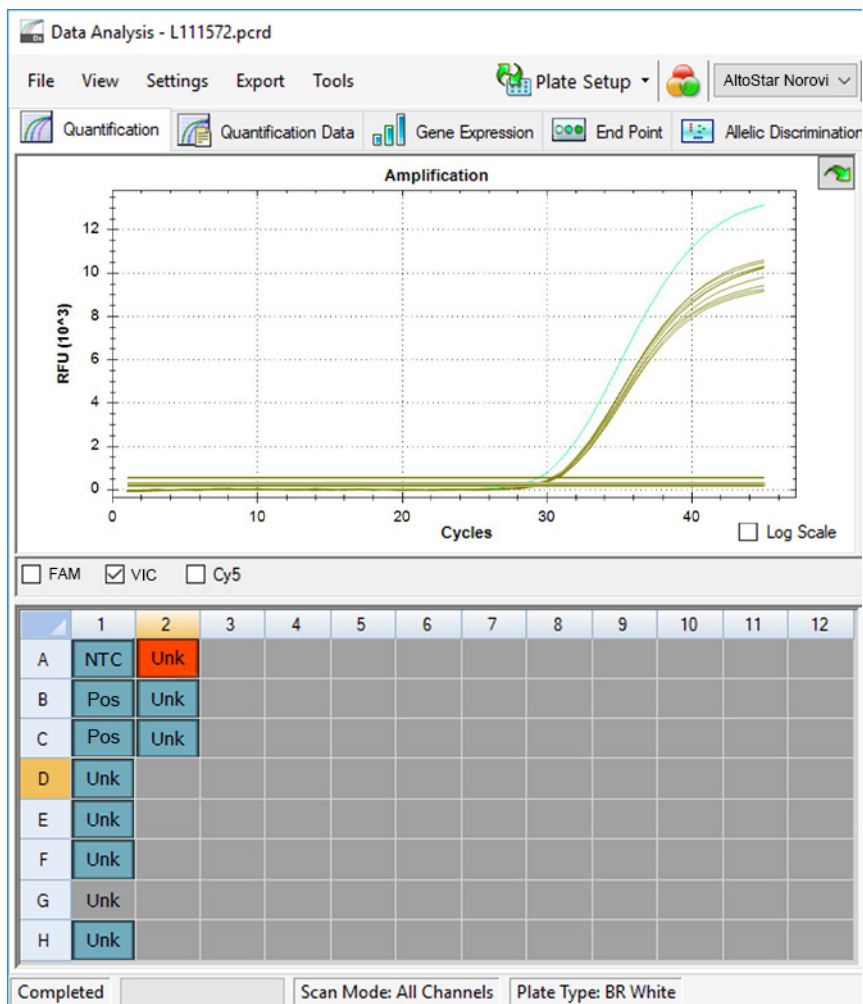 Data Analysis - L111572.pcrd
File View Settings Export Tools Plate Setup AltoStar Norovi
Quantification Quantification Data Gene Expression End Point Allelic Discrimination
Amplification
12
10
8
6
4
2
0
RFU (10^3)
0 10 20 30 40
Cycles
Log Scale
FAM VIC Cy5
1 2 3 4 5 6 7 8 9 10 11 12
A NTC Unk
B Pos Unk
C Pos Unk
D Unk
E Unk
F Unk
G Unk
H Unk
Completed Scan Mode: All Channels Plate Type: BR White